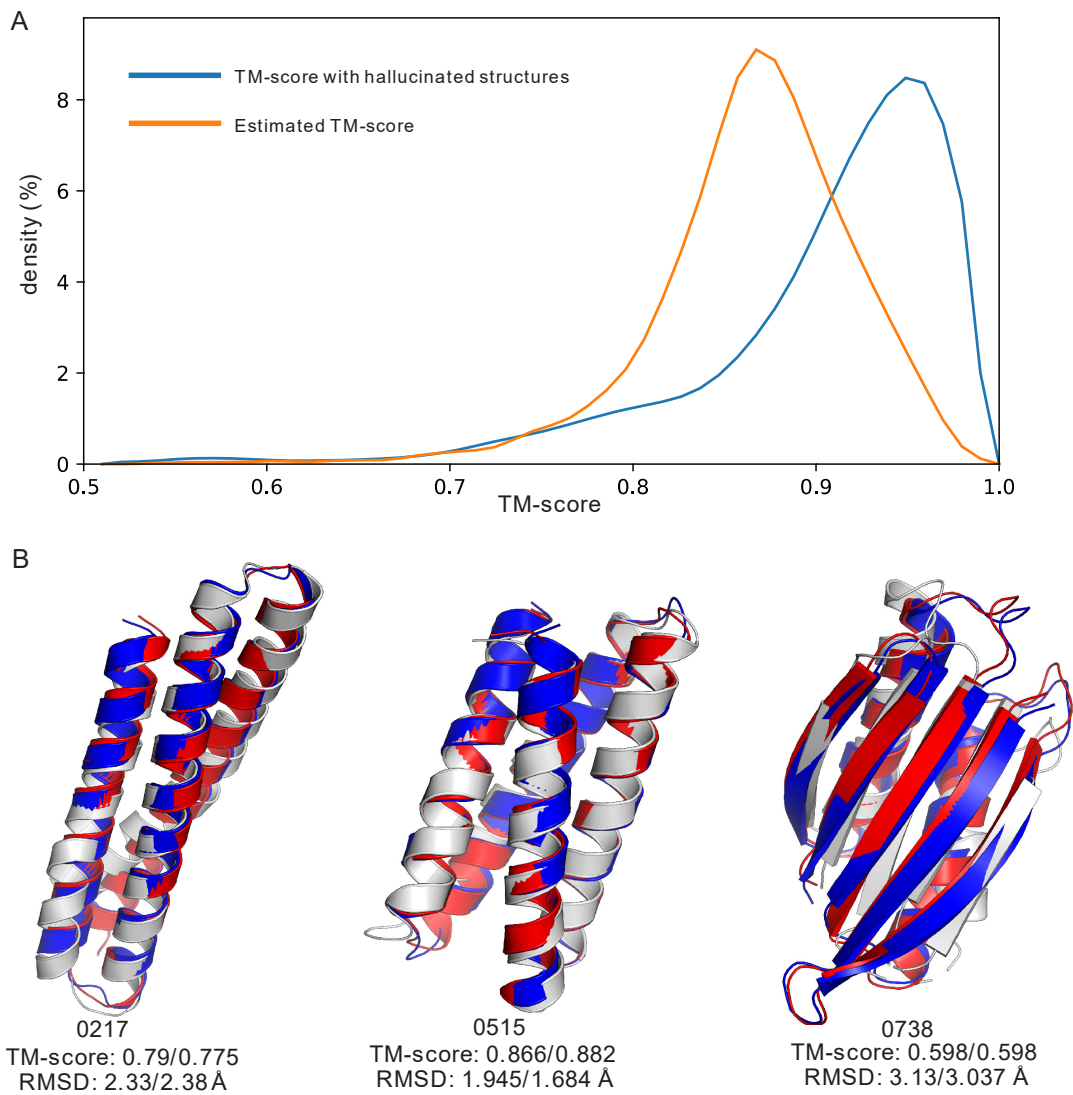 A
TM-score with hallucinated structures
Estimated TM-score
density (%)
8
6
4
2
0
0.5 0.6 0.7 0.8 0.9 1.0
TM-score
B
0217
TM-score: 0.79/0.775
RMSD: 2.33/2.38 Å
0515
TM-score: 0.866/0.882
RMSD: 1.945/1.684 Å
0738
TM-score: 0.598/0.598
RMSD: 3.13/3.037 Å